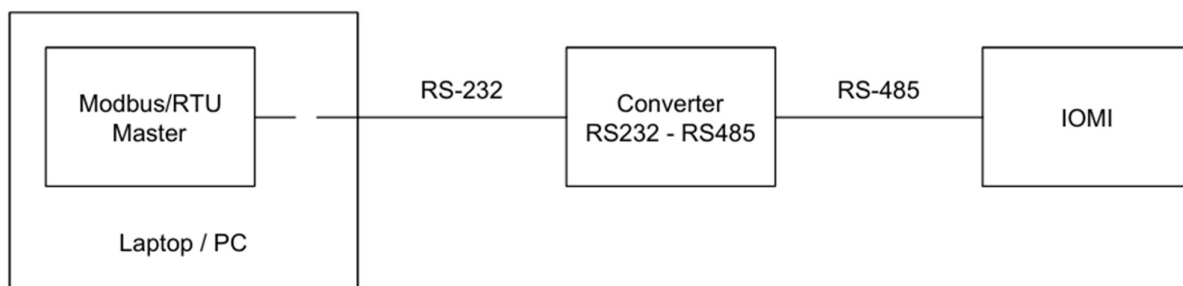 Modbus/RTU
Master
Laptop / PC
RS-232
Converter
RS232 - RS485
RS-485
IOMI